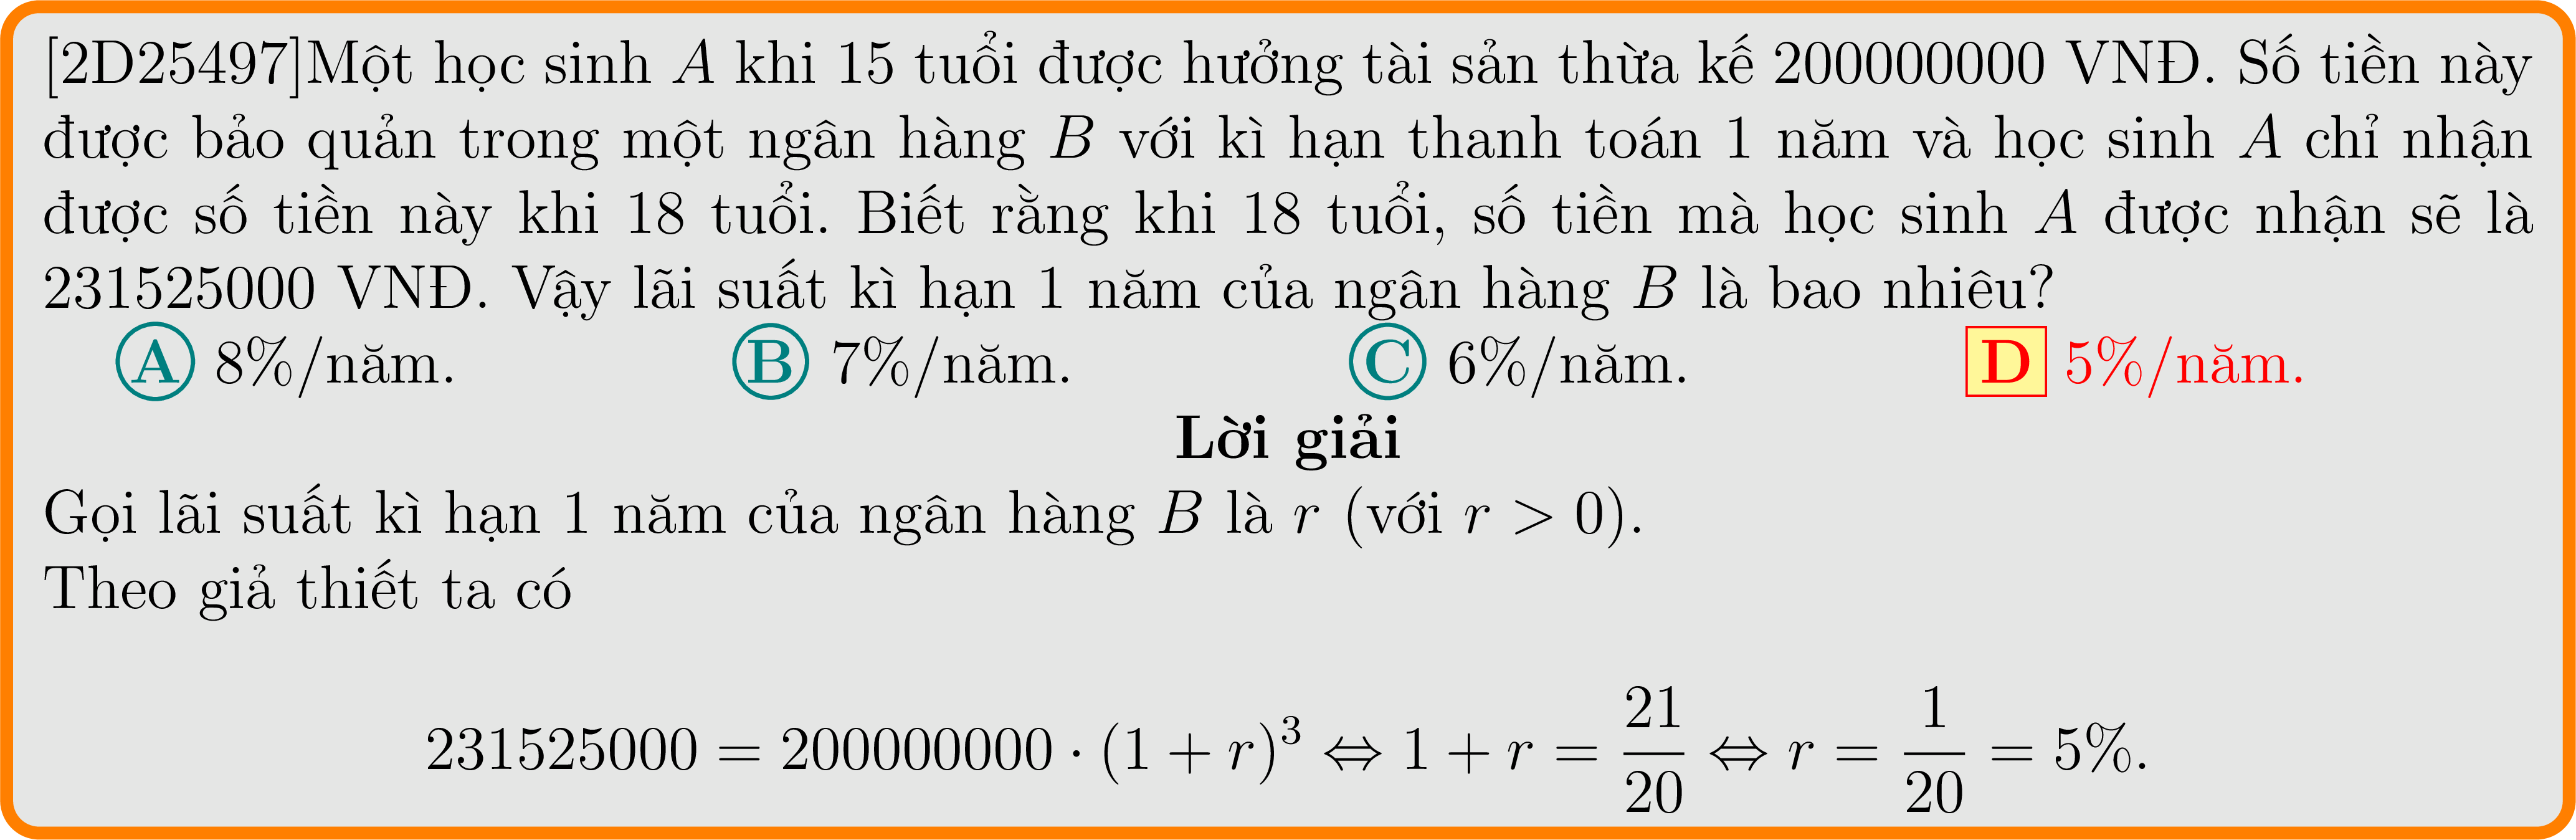 [2D25497]Một học sinh A khi 15 tuổi được hưởng tài sản thừa kế 200000000 VNĐ. Số tiền này
được bảo quản trong một ngân hàng B với kì hạn thanh toán 1 năm và học sinh A chỉ nhận
được số tiền này khi 18 tuổi. Biết rằng khi 18 tuổi, số tiền mà học sinh A được nhận sẽ là
231525000 VNĐ. Vậy lãi suất kì hạn 1 năm của ngân hàng B là bao nhiêu?
A 8%/năm. B 7%/năm. C 6%/năm. D 5%/năm.
Lời giải
Gọi lãi suất kì hạn 1 năm của ngân hàng B là r (với r > 0).
Theo giả thiết ta có
231525000 = 200000000 · (1 + r)³ ⇔ 1 + r = 21/20 ⇔ r = 1/20 = 5%.